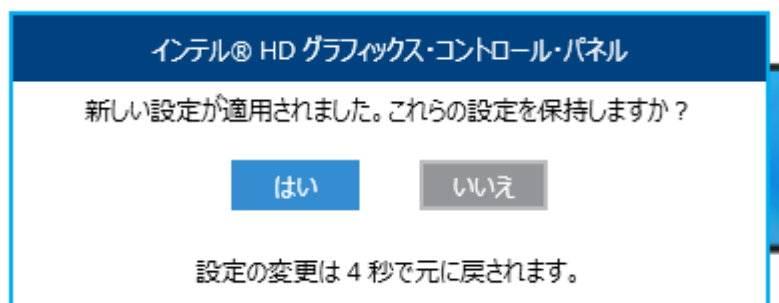 インテル® HD グラフィックス・コントロール・パネル
新しい設定が適用されました。これらの設定を保持しますか？
はい
いいえ
設定の変更は 4 秒で元に戻されます。